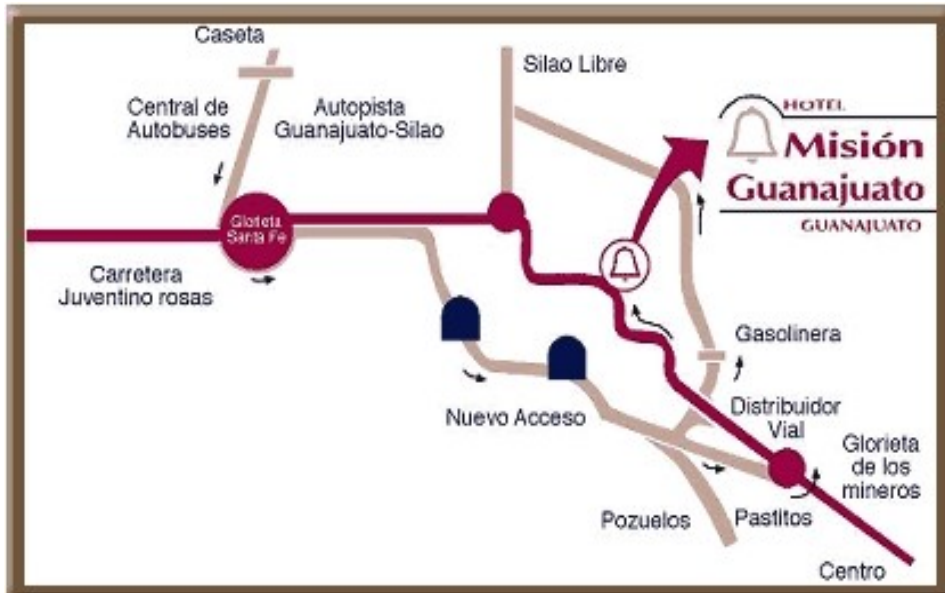 Caseta
Silao Libre
HOTEL
Misión
Guanajuato
GUANAJUATO
Central de
Autobuses
Autopista
Guanajuato-Silao
Glorieta
Santa Fe
Carretera
Juventino rosas
Gasolinera
Nuevo Acceso
Distribuidor
Vial
Glorieta
de los
mineros
Pozuelos
Pastitos
Centro